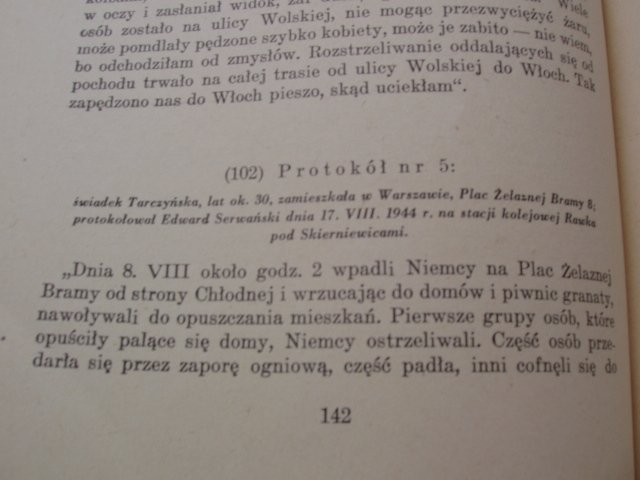 w oczy i zasłaniał widok, Wiele
osób zostało na ulicy Wolskiej, nie mogąc przezwyciężyć żaru,
może pomdlały pędzone szybko kobiety, może je zabito — nie wiem,
bo odchodziłam od zmysłów. Rozstrzeliwanie oddalających się od
pochodu trwało na całej trasie od ulicy Wolskiej do Włoch. Tak
zapędzono nas do Włoch pieszo, skąd uciekłam“.
(102) Protokół nr 5:
świadek Tarczyńska, lat ok. 30, zamieszkała w Warszawie, Plac Żelaznej Bramy 8;
protokołował Edward Serwański dnia 17. VIII. 1944 r. na stacji kolejowej Rawka
pod Skierniewicami.
„Dnia 8. VIII około godz. 2 wpadli Niemcy na Plac Żelaznej
Bramy od strony Chłodnej i wrzucając do domów i piwnic granaty,
nawoływali do opuszczania mieszkań. Pierwsze grupy osób, które
opuściły palące się domy, Niemcy ostrzeliwali. Część osób prze-
darła się przez zaporę ogniową, część padła, inni cofnęli się do
142